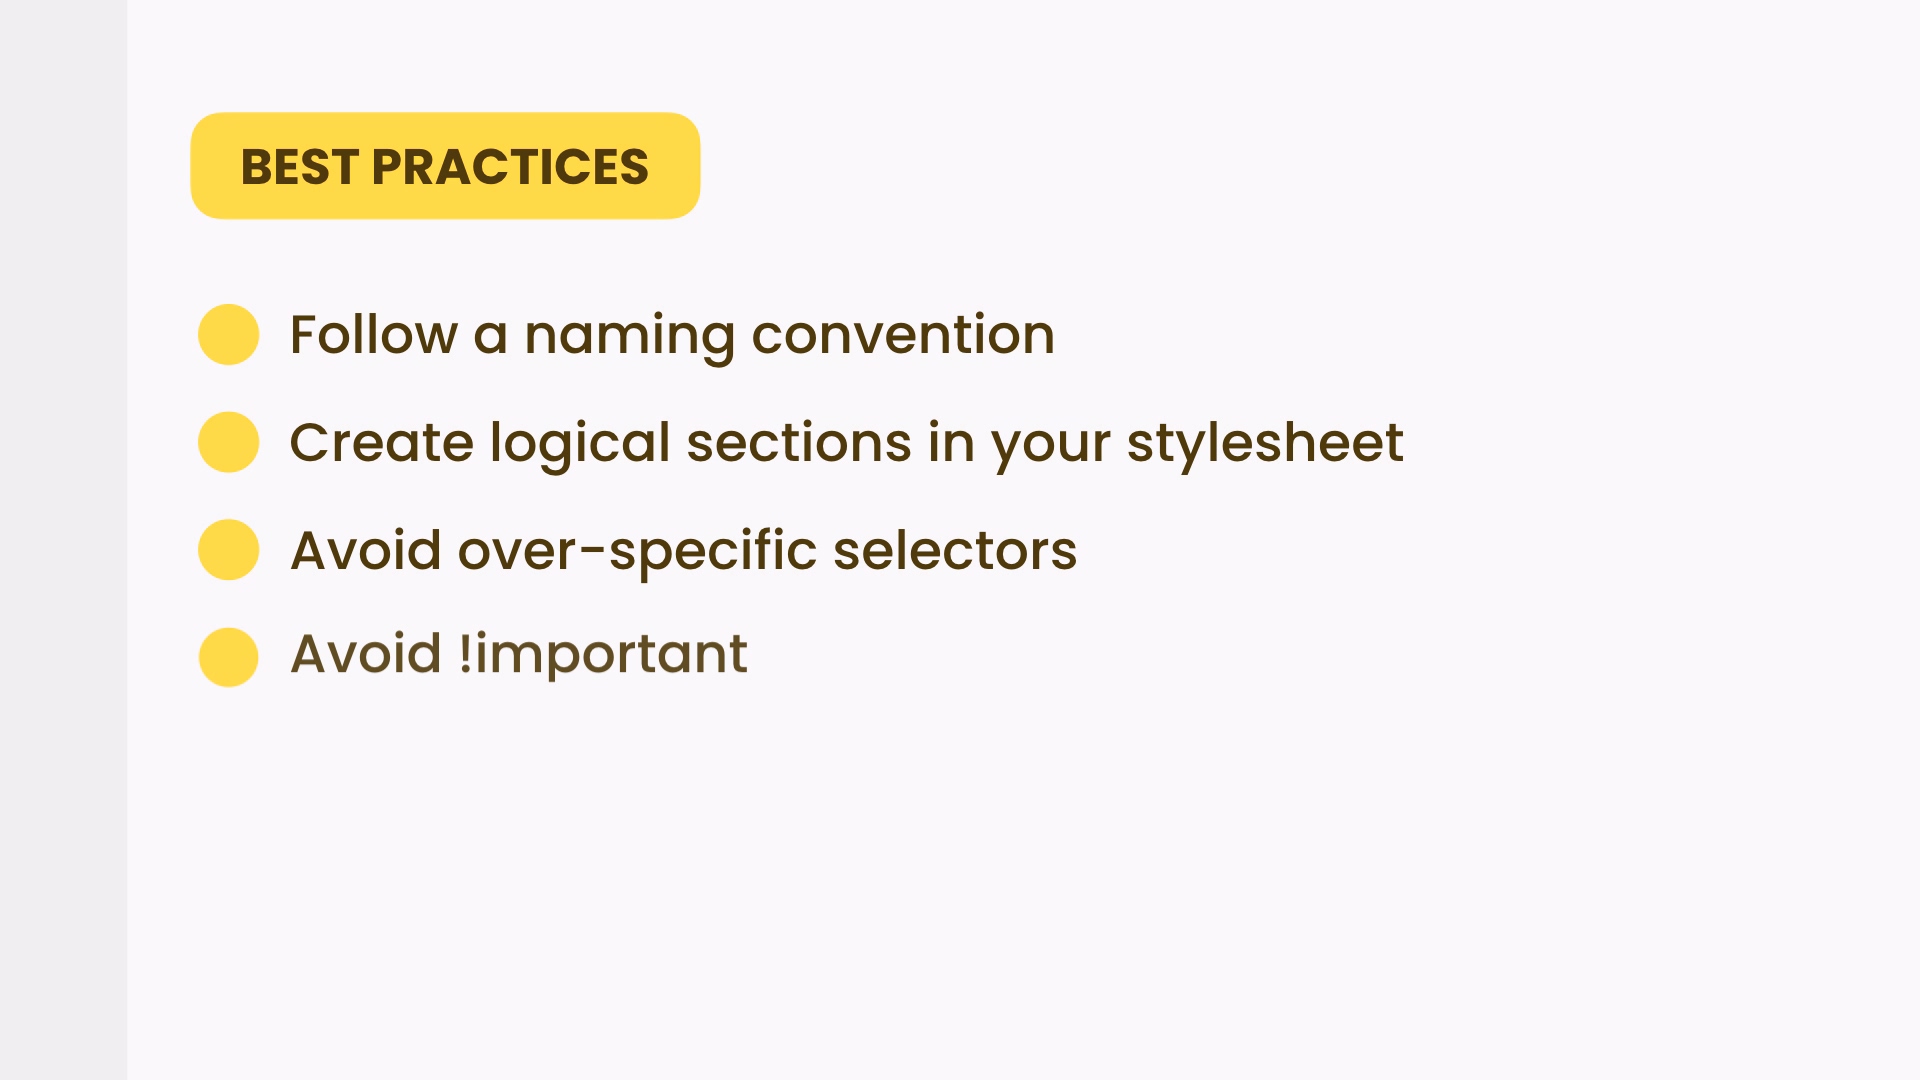 BEST PRACTICES
Follow a naming convention
Create logical sections in your stylesheet
Avoid over-specific selectors
Avoid !important